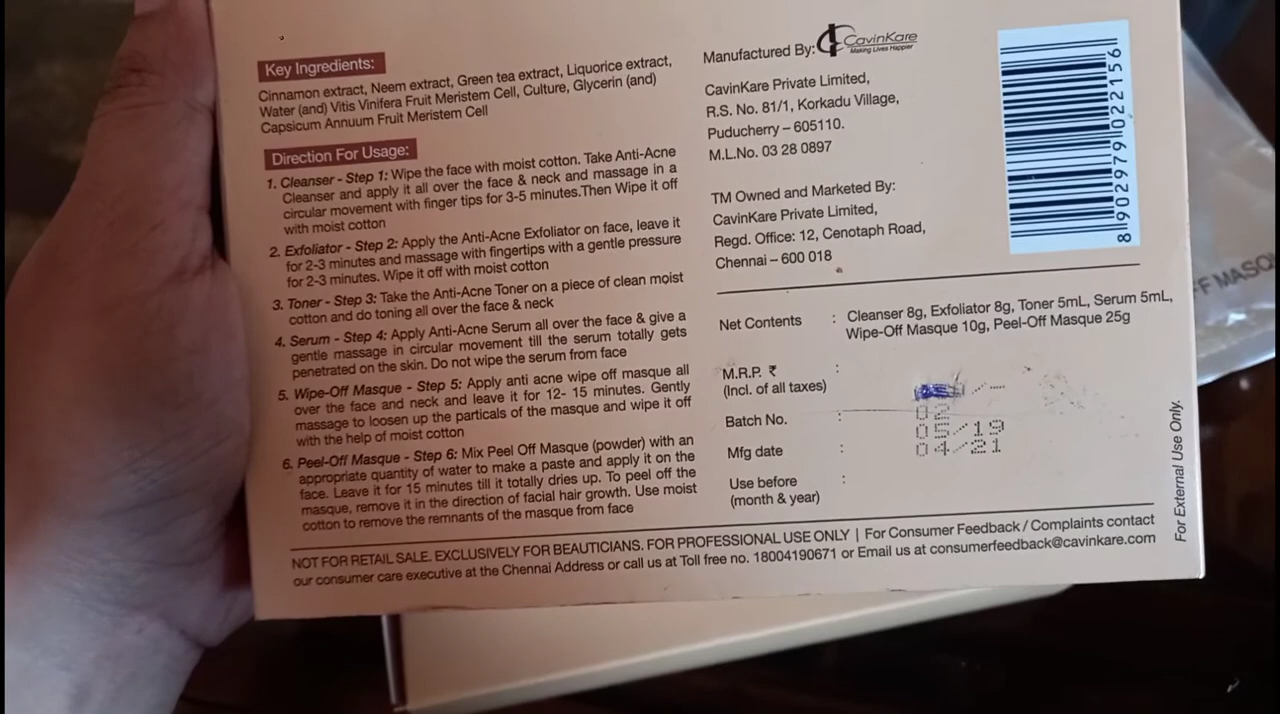 Key Ingredients:
Cinnamon extract, Neem extract, Green tea extract, Liquorice extract,
Water (and) Vitis Vinifera Fruit Meristem Cell, Culture, Glycerin (and)
Capsicum Annuum Fruit Meristem Cell
Direction For Usage:
1. Cleanser - Step 1: Wipe the face with moist cotton. Take Anti-Acne
Cleanser and apply it all over the face & neck and massage in a
circular movement with finger tips for 3-5 minutes.Then Wipe it off
with moist cotton
2. Exfoliator - Step 2: Apply the Anti-Acne Exfoliator on face, leave it
for 2-3 minutes and massage with fingertips with a gentle pressure
for 2-3 minutes. Wipe it off with moist cotton
3. Toner - Step 3: Take the Anti-Acne Toner on a piece of clean moist
cotton and do toning all over the face & neck
4. Serum - Step 4: Apply Anti-Acne Serum all over the face & give a
gentle massage in circular movement till the serum totally gets
penetrated on the skin. Do not wipe the serum from face
5. Wipe-Off Masque - Step 5: Apply anti acne wipe off masque all
over the face and neck and leave it for 12- 15 minutes. Gently
massage to loosen up the particals of the masque and wipe it off
with the help of moist cotton
6. Peel-Off Masque - Step 6: Mix Peel Off Masque (powder) with an
appropriate quantity of water to make a paste and apply it on the
face. Leave it for 15 minutes till it totally dries up. To peel off the
masque, remove it in the direction of facial hair growth. Use moist
cotton to remove the remnants of the masque from face
Manufactured By: CavinKare
Making Lives Happier
CavinKare Private Limited,
R.S. No. 81/1, Korkadu Village,
Puducherry – 605110.
M.L.No. 03 28 0897
TM Owned and Marketed By:
CavinKare Private Limited,
Regd. Office: 12, Cenotaph Road,
Chennai – 600 018
8 902979 022156
Net Contents : Cleanser 8g, Exfoliator 8g, Toner 5mL, Serum 5mL,
Wipe-Off Masque 10g, Peel-Off Masque 25g
M.R.P. ₹ :
(Incl. of all taxes) /--
Batch No. : 02
05/19
Mfg date : 04/21
Use before :
(month & year)
For External Use Only.
NOT FOR RETAIL SALE. EXCLUSIVELY FOR BEAUTICIANS. FOR PROFESSIONAL USE ONLY | For Consumer Feedback / Complaints contact
our consumer care executive at the Chennai Address or call us at Toll free no. 18004190671 or Email us at consumerfeedback@cavinkare.com
FF MASQU